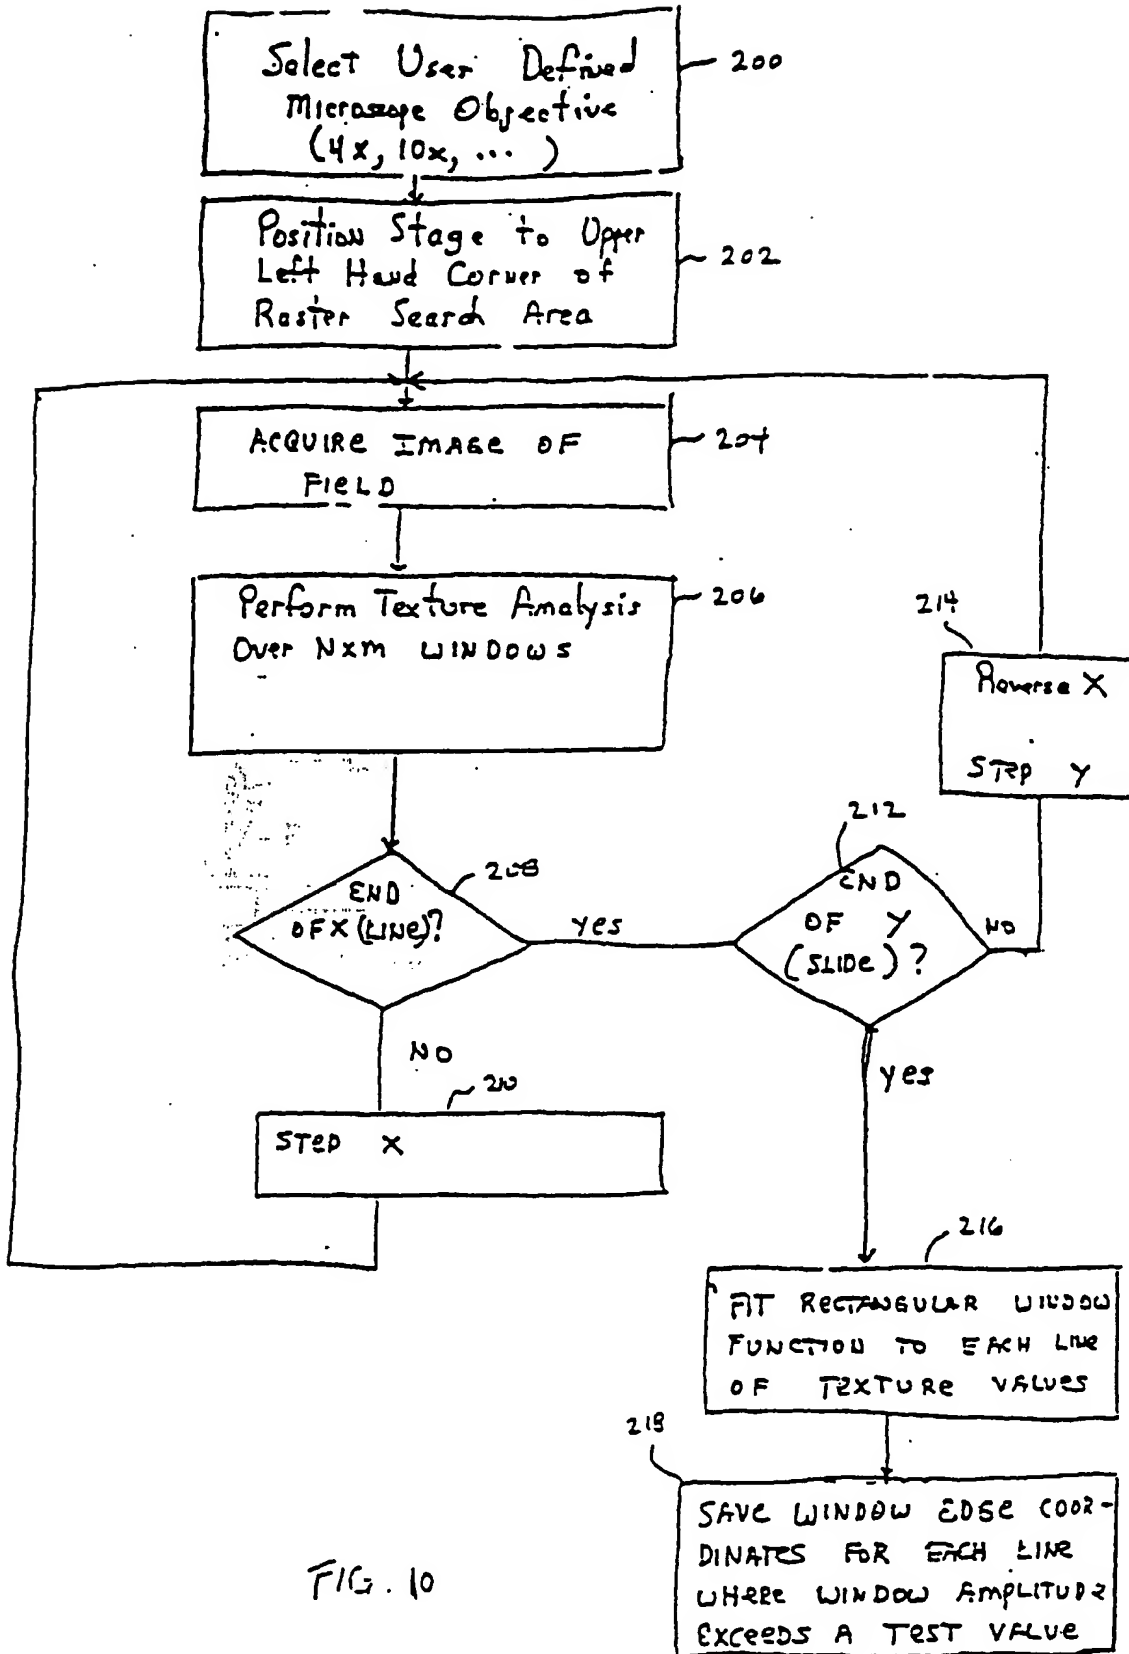 Select User Defined
Microscope Objective
(4x, 10x, ... )
200
Position Stage to Upper
Left Hand Corner of
Raster Search Area
202
ACQUIRE IMAGE OF
FIELD
204
Perform Texture Analysis
Over NxM WINDOWS
206
214
Reverse X
STEP Y
END
OF X (LINE)?
208
yes
212
END
OF Y
(SLIDE)?
NO
NO
yes
210
STEP X
216
FIT RECTANGULAR WINDOW
FUNCTION TO EACH LINE
OF TEXTURE VALUES
218
SAVE WINDOW EDGE COOR-
DINATES FOR EACH LINE
WHERE WINDOW AMPLITUDE
EXCEEDS A TEST VALUE
FIG. 10